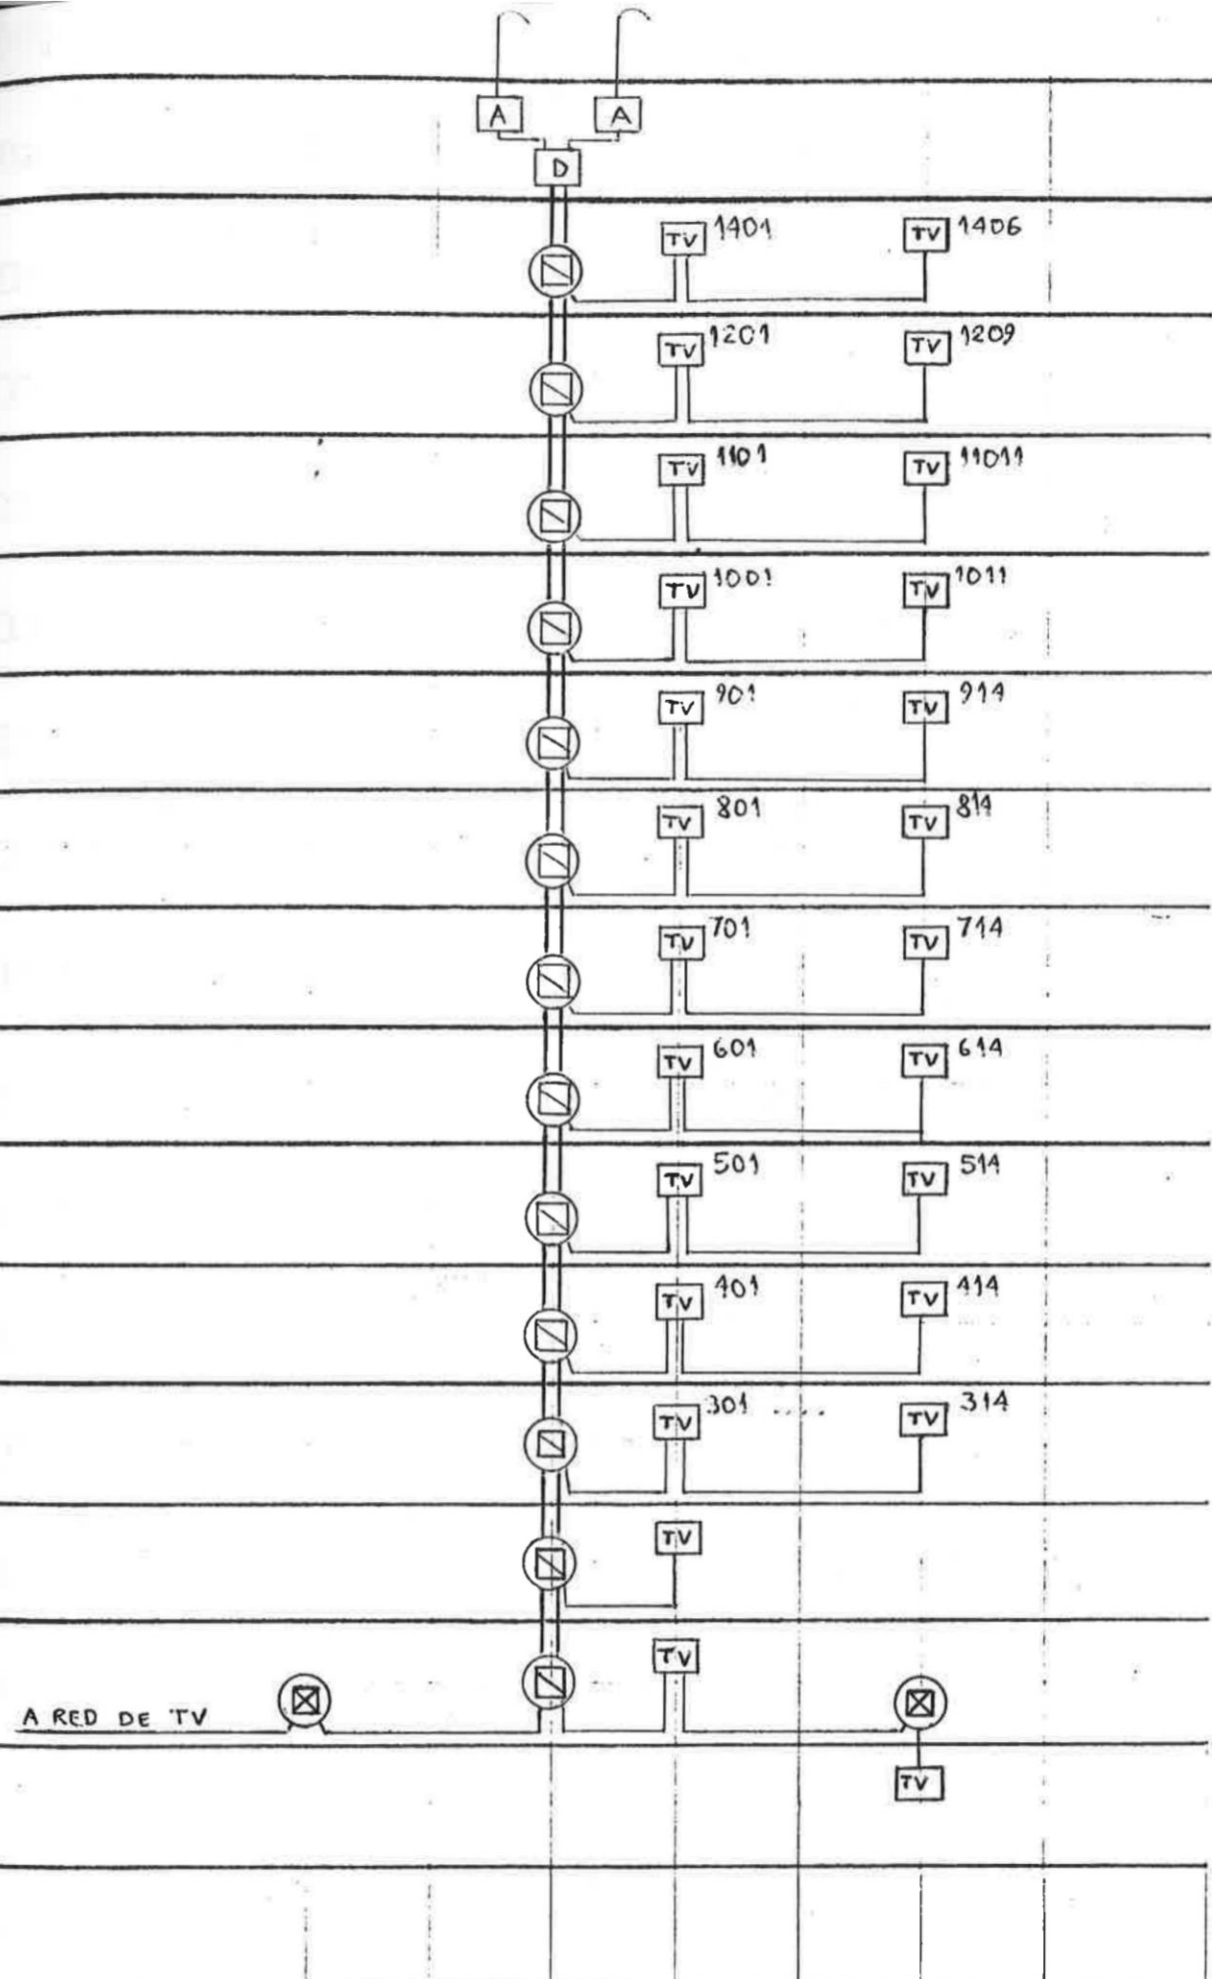 A A
D
TV 1401 TV 1406
TV 1201 TV 1209
TV 1101 TV 11011
TV 1001 TV 1011
TV 901 TV 914
TV 801 TV 814
TV 701 TV 714
TV 601 TV 614
TV 501 TV 514
TV 401 TV 414
TV 301 ..... TV 314
TV
TV
A RED DE TV
TV